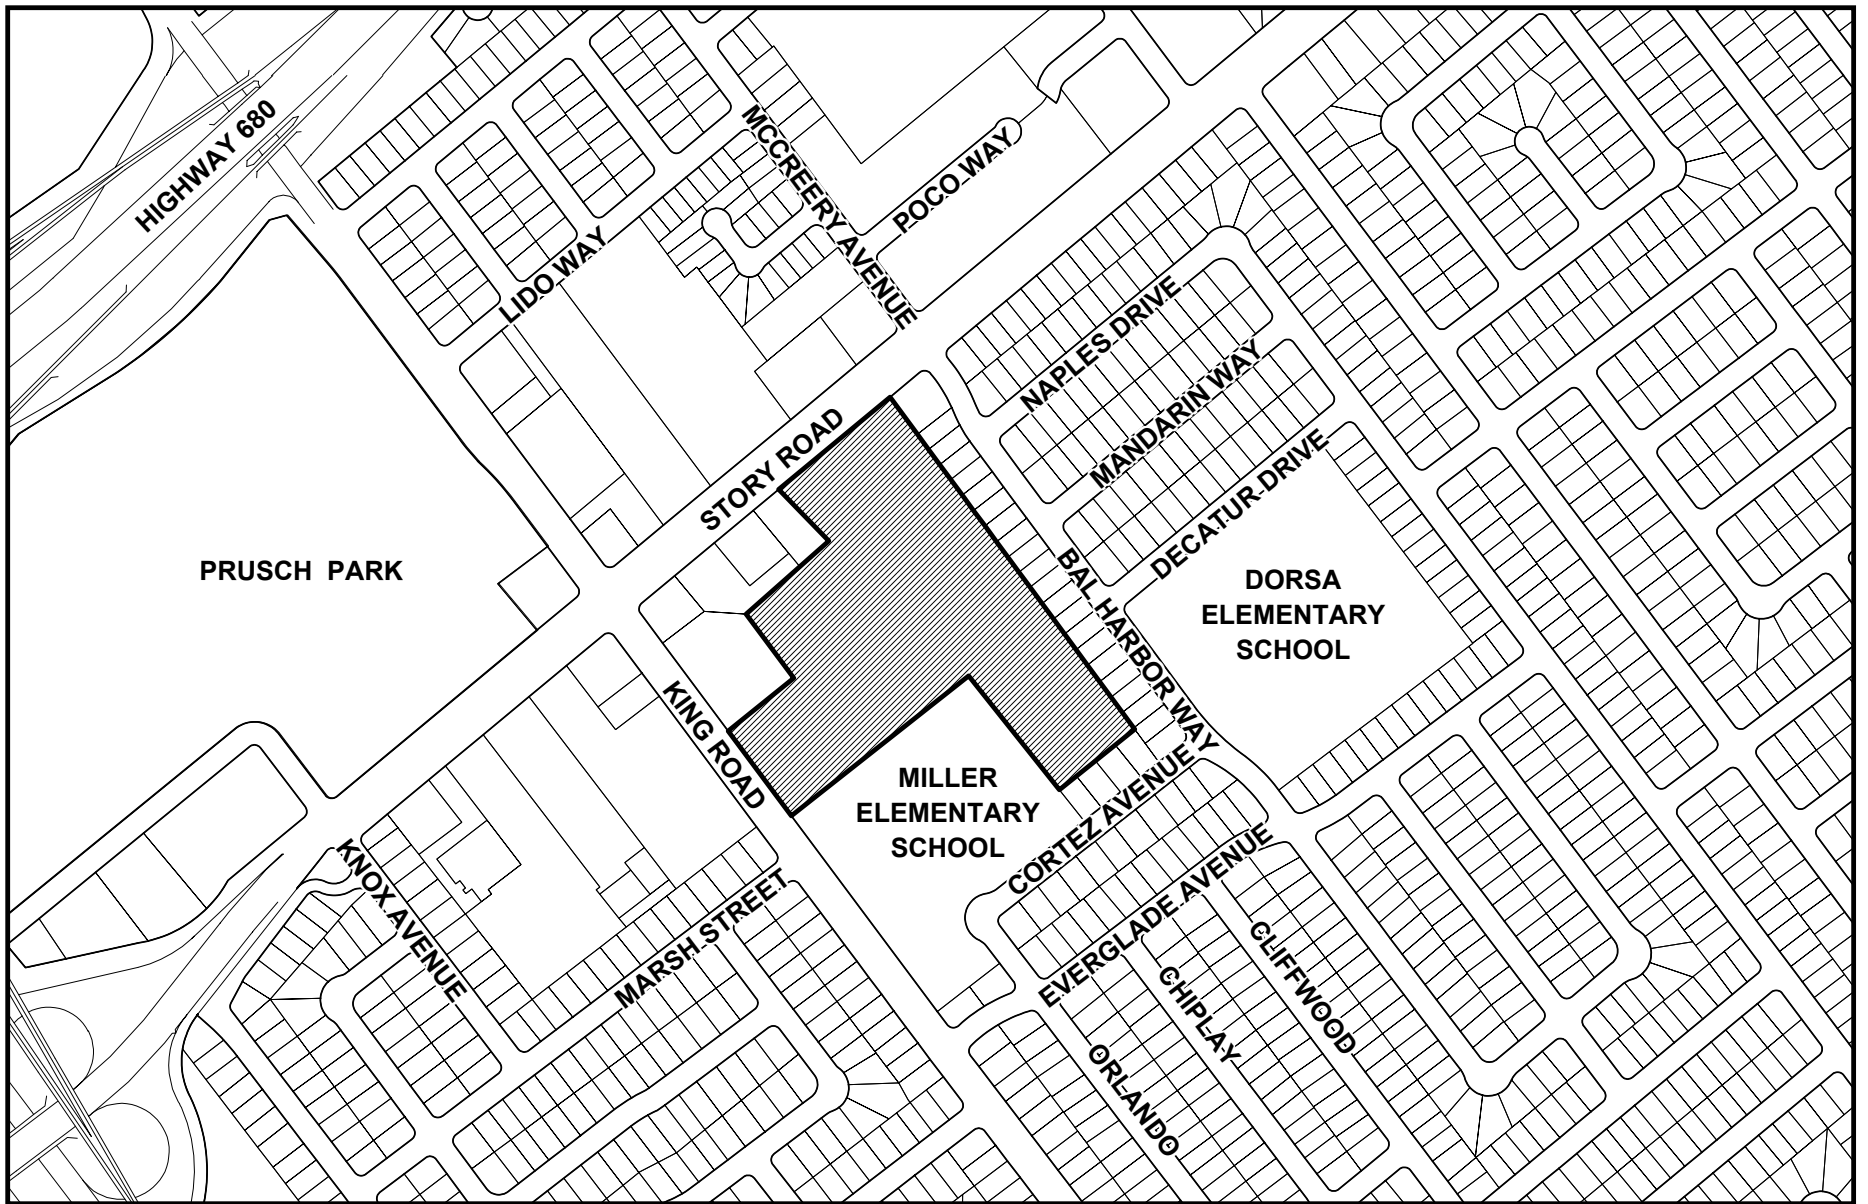 HIGHWAY 680
MCCREERY AVENUE
POCO WAY
LIDO WAY
NAPLES DRIVE
MANDARIN WAY
STORY ROAD
DECATUR DRIVE
PRUSCH PARK
BAL HARBOR WAY
DORSA
ELEMENTARY
SCHOOL
KING ROAD
MILLER
ELEMENTARY
SCHOOL
CORTEZ AVENUE
KNOX AVENUE
MARSH STREET
EVERGLADE AVENUE
CLIFFWOOD
CHIPLAY
ORLANDO